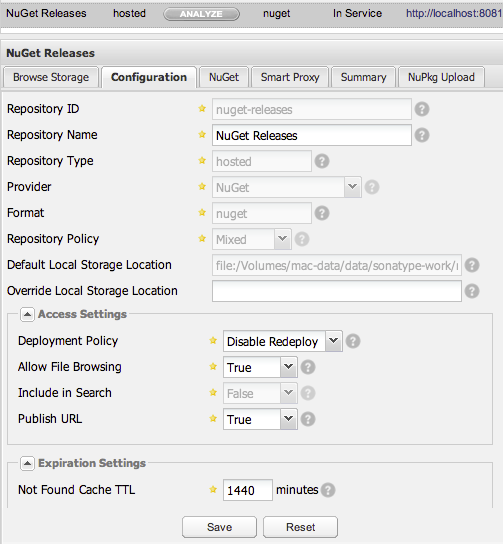 NuGet Releases hosted ANALYZE nuget In Service http://localhost:8081
NuGet Releases
Browse Storage Configuration NuGet Smart Proxy Summary NuPkg Upload
Repository ID nuget-releases ?
Repository Name NuGet Releases ?
Repository Type hosted ?
Provider NuGet ?
Format nuget ?
Repository Policy Mixed ?
Default Local Storage Location file:/Volumes/mac-data/data/sonatype-work/ ?
Override Local Storage Location ?
Access Settings
Deployment Policy Disable Redeploy ?
Allow File Browsing True ?
Include in Search False ?
Publish URL True ?
Expiration Settings
Not Found Cache TTL 1440 minutes ?
Save Reset